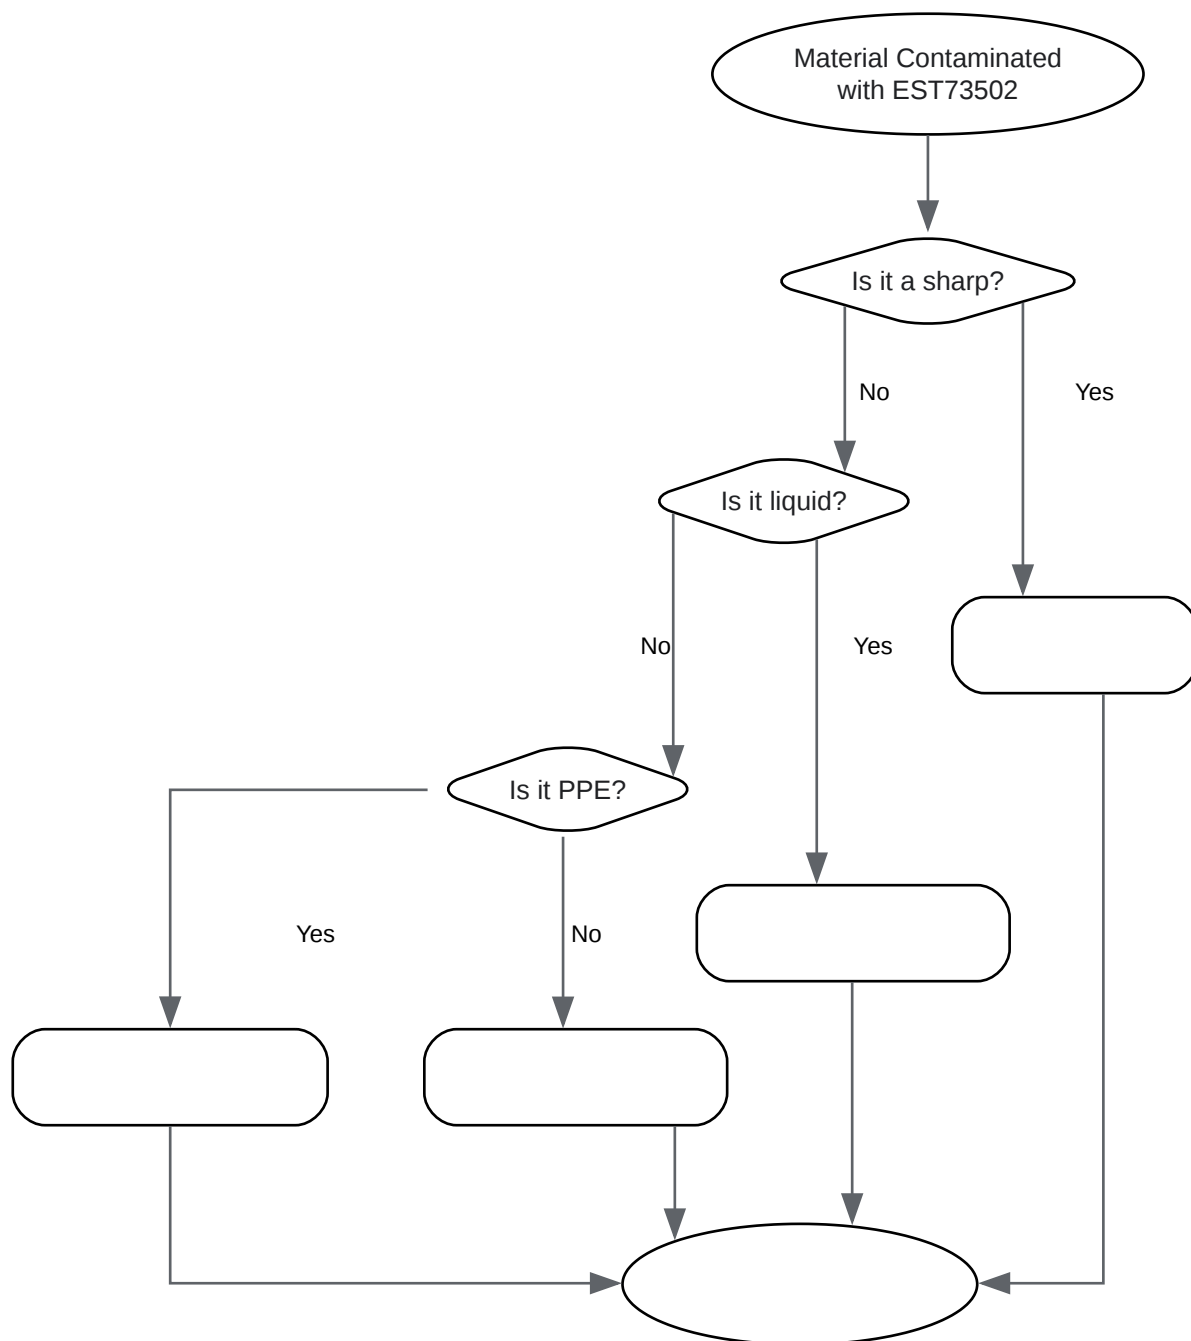 Material Contaminated
with EST73502
Is it a sharp?
No
Yes
Is it liquid?
No
Yes
Is it PPE?
Yes
No